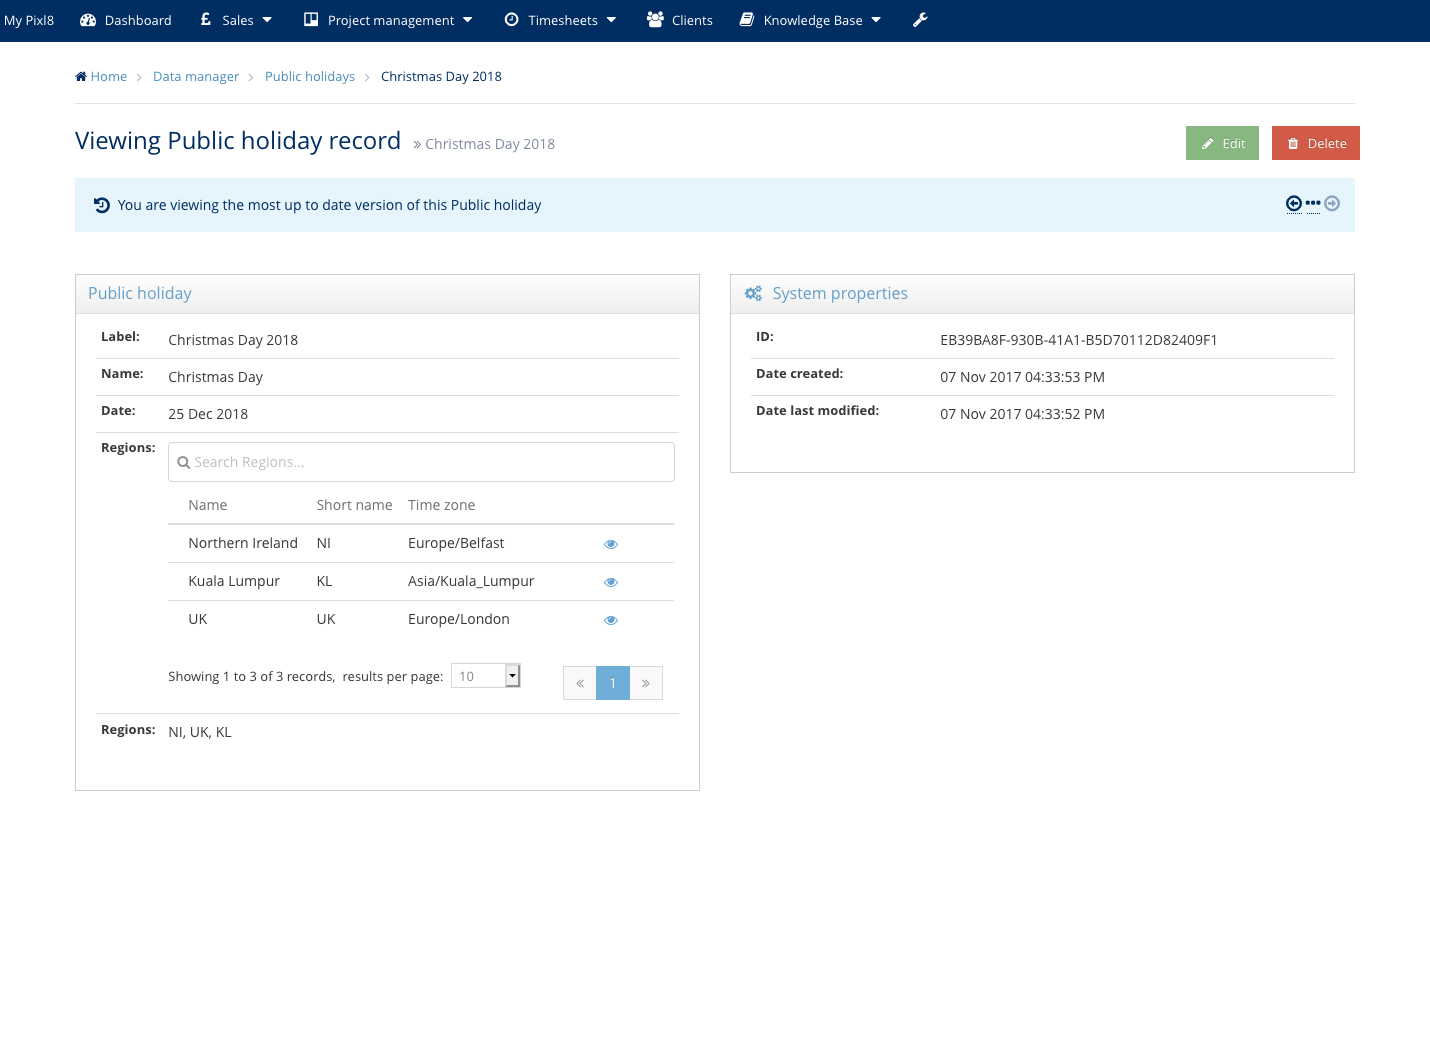 My Pixl8 Dashboard £ Sales Project management Timesheets Clients Knowledge Base
Home Data manager Public holidays Christmas Day 2018
Viewing Public holiday record » Christmas Day 2018
Edit Delete
You are viewing the most up to date version of this Public holiday
Public holiday
Label: Christmas Day 2018
Name: Christmas Day
Date: 25 Dec 2018
Regions: Search Regions...
Name Short name Time zone
Northern Ireland NI Europe/Belfast
Kuala Lumpur KL Asia/Kuala_Lumpur
UK UK Europe/London
Showing 1 to 3 of 3 records, results per page: 10 « 1 »
Regions: NI, UK, KL
System properties
ID: EB39BA8F-930B-41A1-B5D70112D82409F1
Date created: 07 Nov 2017 04:33:53 PM
Date last modified: 07 Nov 2017 04:33:52 PM